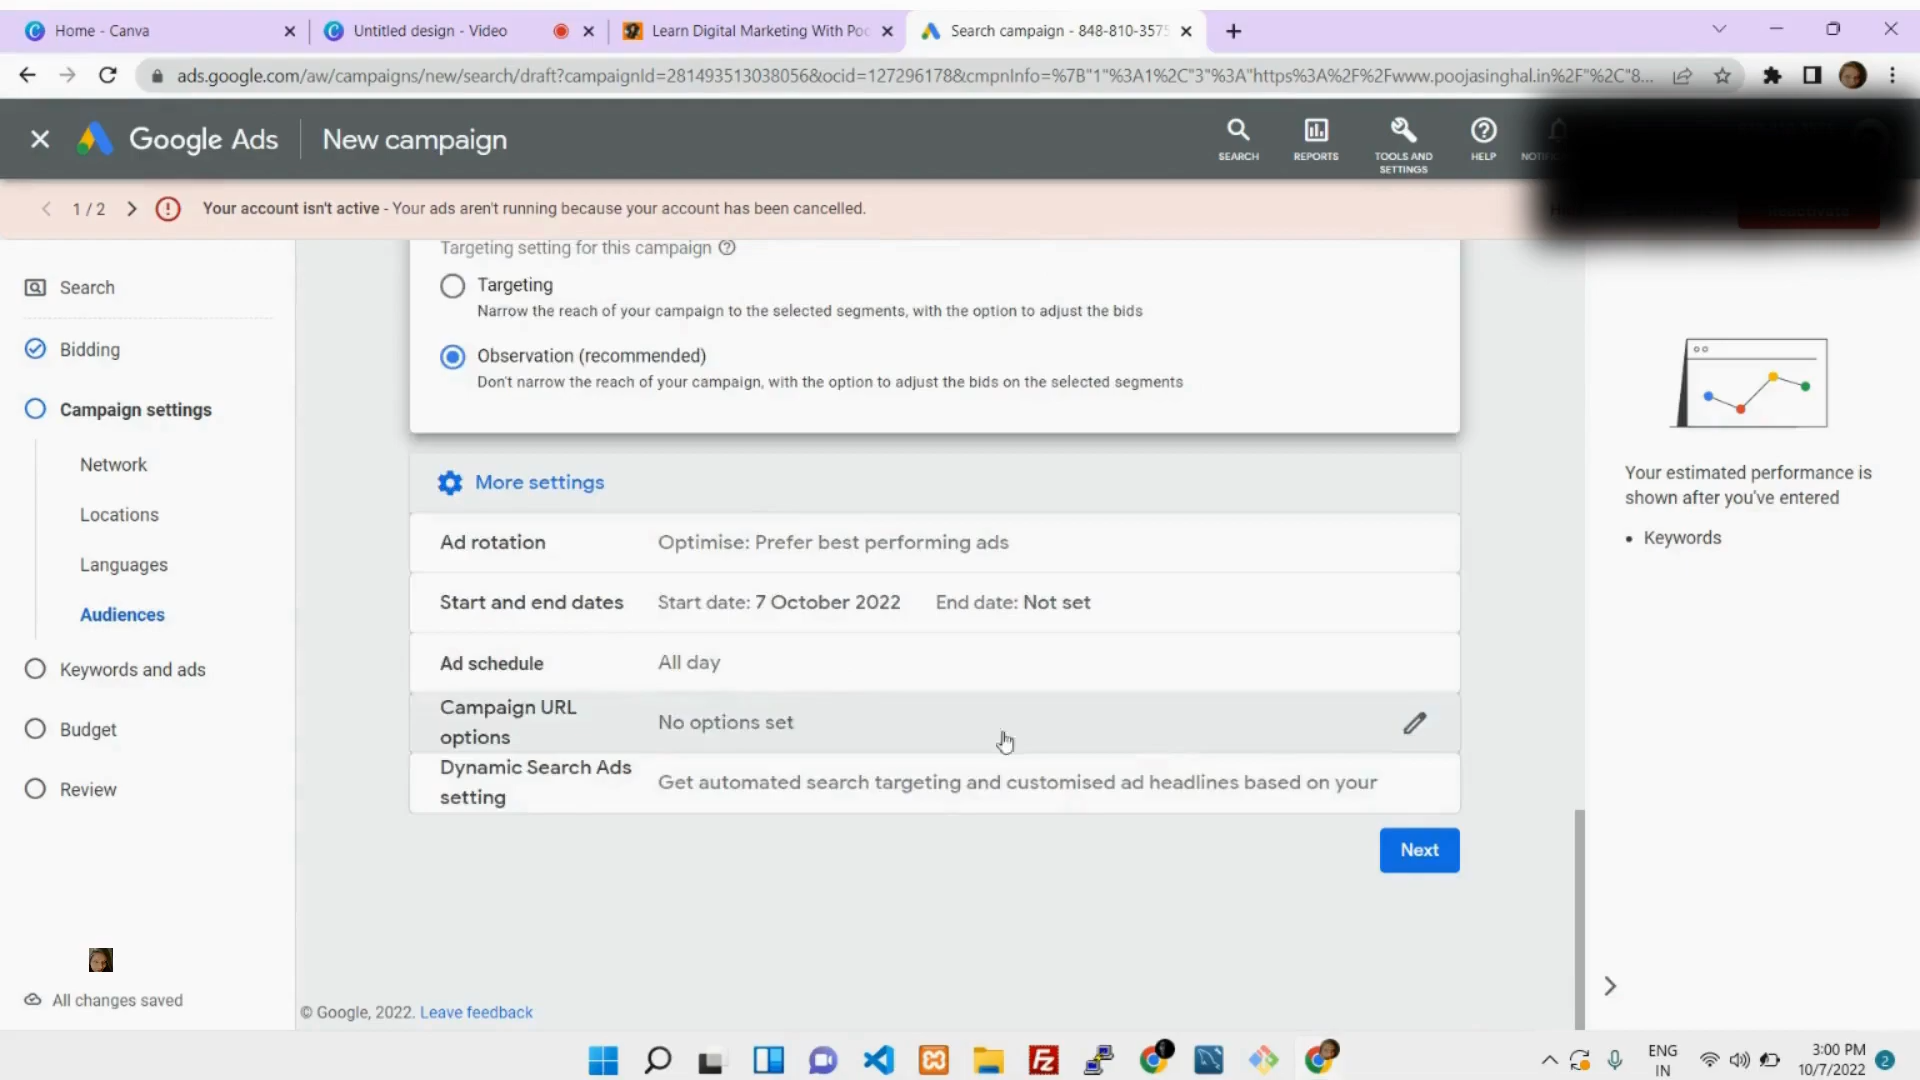 Home - Canva
Untitled design - Video
Learn Digital Marketing With Poo
Search campaign - 848-810-3575
ads.google.com/aw/campaigns/new/search/draft?campaignId=281493513038056&ocid=127296178&cmpnInfo=%7B"1"%3A1%2C"3"%3A"https%3A%2F%2Fwww.poojasinghal.in%2F"%2C"8...
Google Ads
New campaign
SEARCH
REPORTS
TOOLS AND
SETTINGS
HELP
1 / 2
Your account isn't active - Your ads aren't running because your account has been cancelled.
Search
Bidding
Campaign settings
Network
Locations
Languages
Audiences
Keywords and ads
Budget
Review
All changes saved
Targeting setting for this campaign
Targeting
Narrow the reach of your campaign to the selected segments, with the option to adjust the bids
Observation (recommended)
Don't narrow the reach of your campaign, with the option to adjust the bids on the selected segments
More settings
Ad rotation Optimise: Prefer best performing ads
Start and end dates Start date: 7 October 2022 End date: Not set
Ad schedule All day
Campaign URL
options
No options set
Dynamic Search Ads
setting
Get automated search targeting and customised ad headlines based on your
Next
Your estimated performance is
shown after you've entered
• Keywords
© Google, 2022. Leave feedback
ENG
IN
3:00 PM
10/7/2022
2